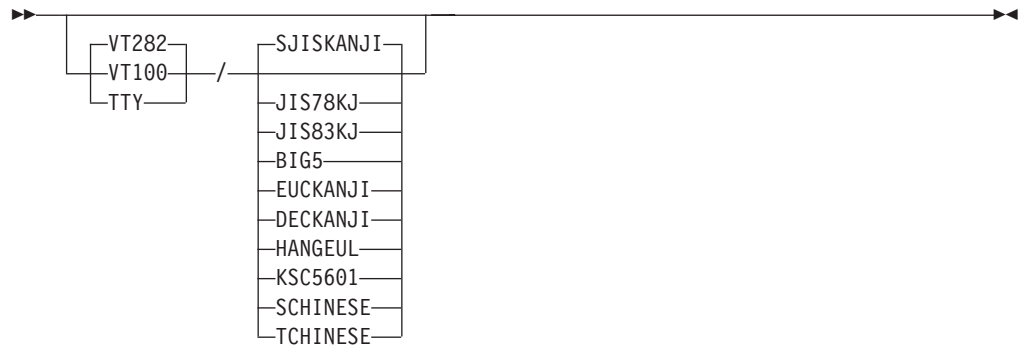 VT282 SJISKANJI
VT100 /
TTY JIS78KJ
JIS83KJ
BIG5
EUCKANJI
DECKANJI
HANGEUL
KSC5601
SCHINESE
TCHINESE